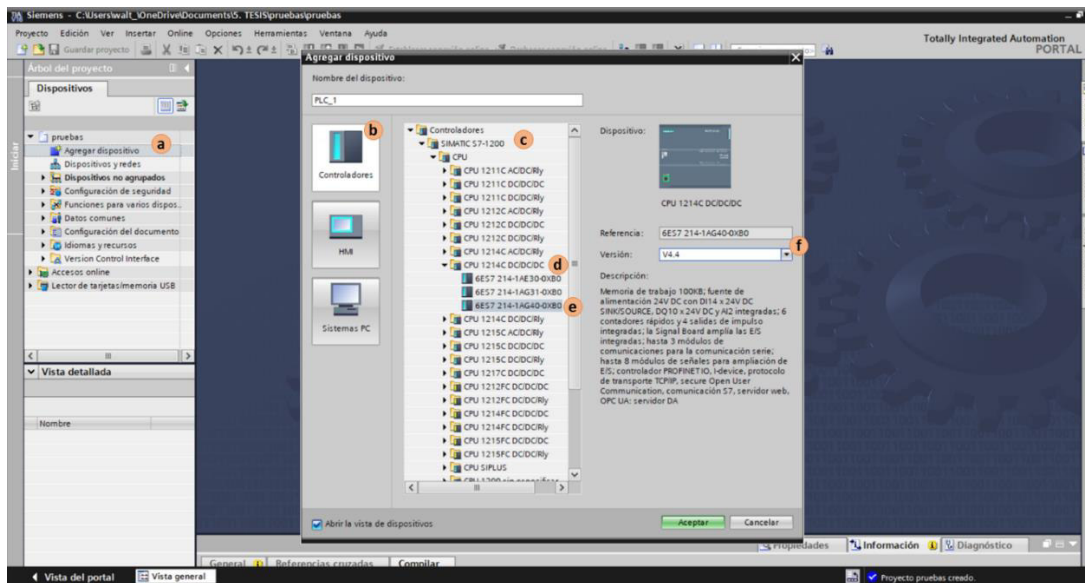 Siemens - C:\Users\walt_\OneDrive\Documents\5. TESIS\pruebas\pruebas
Proyecto Edición Ver Insertar Online Opciones Herramientas Ventana Ayuda
Totally Integrated Automation
PORTAL
Guardar proyecto
Árbol del proyecto
Dispositivos
Iniciar
pruebas
Agregar dispositivo
a
Dispositivos y redes
Dispositivos no agrupados
Configuración de seguridad
Funciones para varios dispos..
Datos comunes
Configuración del documento
Idiomas y recursos
Version Control Interface
Accesos online
Lector de tarjetas/memoria USB
Vista detallada
Nombre
Agregar dispositivo
Nombre del dispositivo:
PLC_1
b
Controladores
HMI
Sistemas PC
Controladores
SIMATIC S7-1200
c
CPU
CPU 1211C AC/DC/Rly
CPU 1211C DC/DC/DC
CPU 1211C DC/DC/Rly
CPU 1212C AC/DC/Rly
CPU 1212C DC/DC/DC
CPU 1212C DC/DC/Rly
CPU 1214C AC/DC/Rly
CPU 1214C DC/DC/DC
d
6ES7 214-1AE30-0XB0
6ES7 214-1AG31-0XB0
6ES7 214-1AG40-0XB0
e
CPU 1214C DC/DC/Rly
CPU 1215C AC/DC/Rly
CPU 1215C DC/DC/DC
CPU 1215C DC/DC/Rly
CPU 1217C DC/DC/DC
CPU 1212FC DC/DC/DC
CPU 1212FC DC/DC/Rly
CPU 1214FC DC/DC/DC
CPU 1214FC DC/DC/Rly
CPU 1215FC DC/DC/DC
CPU 1215FC DC/DC/Rly
CPU SIPLUS
Dispositivo:
CPU 1214C DC/DC/DC
Referencia: 6ES7 214-1AG40-0XB0
Versión: V4.4
f
Descripción:
Memoria de trabajo 100KB; fuente de
alimentación 24V DC con DI14 x 24V DC
SINK/SOURCE, DQ10 x 24V DC y AI2 integradas; 6
contadores rápidos y 4 salidas de impulso
integradas; la Signal Board amplía las E/S
integradas; hasta 3 módulos de
comunicaciones para la comunicación serie;
hasta 8 módulos de señales para ampliación de
E/S; controlador PROFINET IO, I-device, protocolo
de transporte TCP/IP, secure Open User
Communication, comunicación S7, servidor web,
OPC UA: servidor DA
Abrir la vista de dispositivos
Aceptar Cancelar
Propiedades Información Diagnóstico
General Referencias cruzadas Compilar
Vista del portal Vista general
Proyecto pruebas creado.